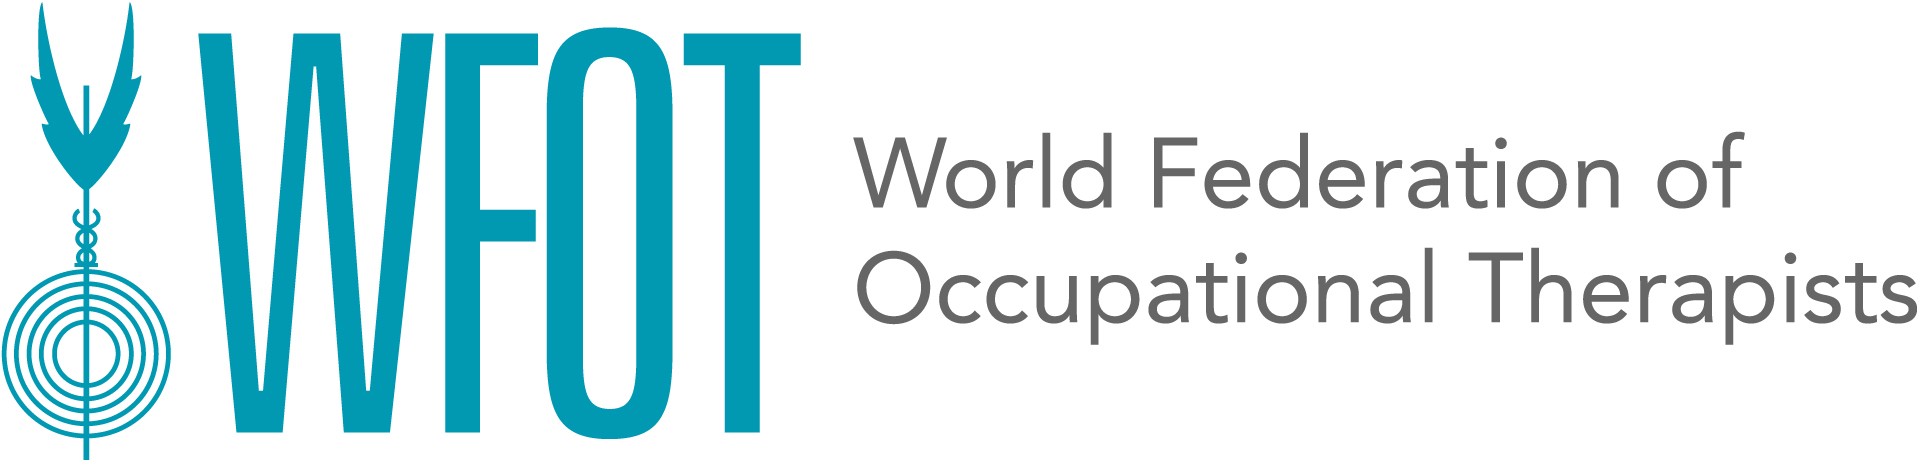 WFOT
World Federation of
Occupational Therapists